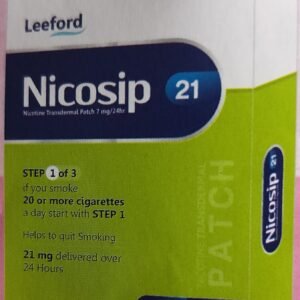 Leeford
Nicosip 21
Nicotine Transdermal Patch 7 mg/24hr
STEP 1 of 3
if you smoke
20 or more cigarettes
a day start with STEP 1
Helps to quit Smoking
21 mg delivered over
24 Hours
TRANSDERMAL
PATCH
Nicosip 21